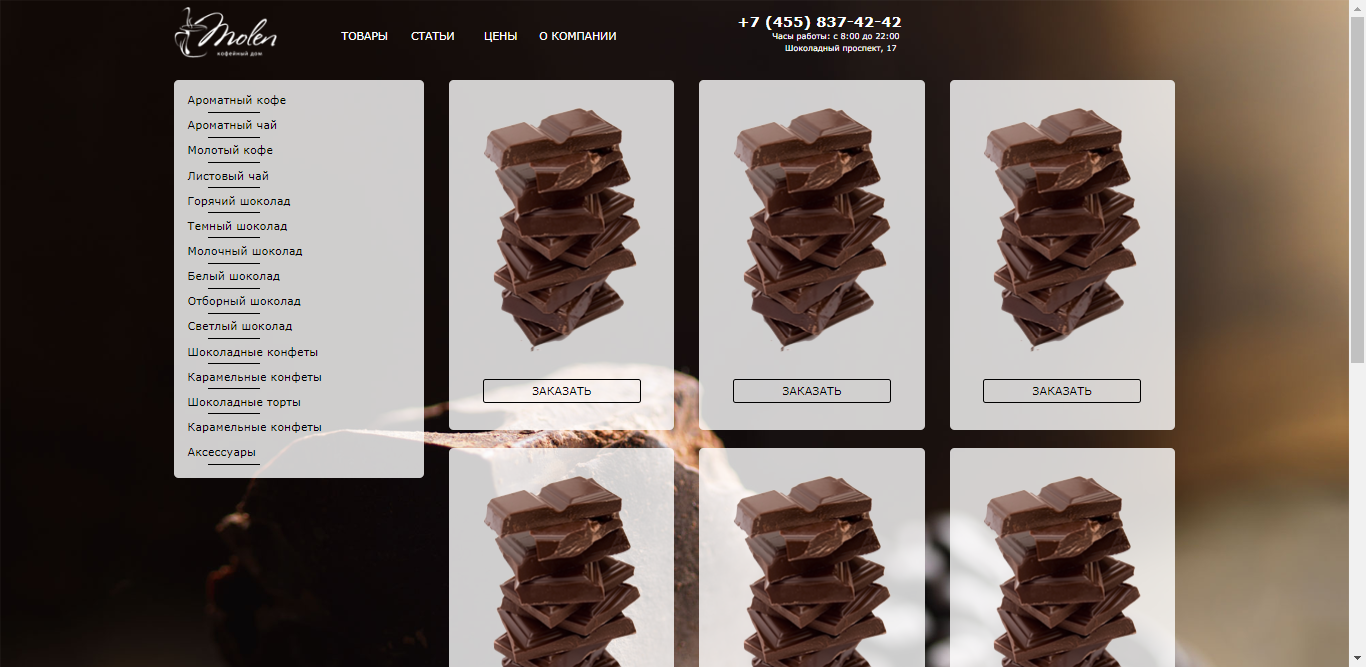 Molen
кофейный дом
ТОВАРЫ СТАТЬИ ЦЕНЫ О КОМПАНИИ
+7 (455) 837-42-42
Часы работы: с 8:00 до 22:00
Шоколадный проспект, 17
Ароматный кофе
Ароматный чай
Молотый кофе
Листовый чай
Горячий шоколад
Темный шоколад
Молочный шоколад
Белый шоколад
Отборный шоколад
Светлый шоколад
Шоколадные конфеты
Карамельные конфеты
Шоколадные торты
Карамельные конфеты
Аксессуары
ЗАКАЗАТЬ ЗАКАЗАТЬ ЗАКАЗАТЬ